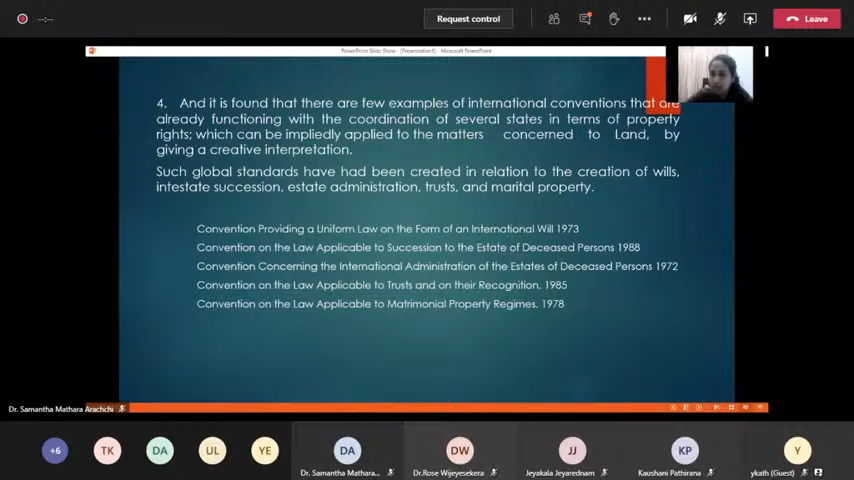 --:--
Request control
Leave
PowerPoint Slide Show - [Presentation1] - Microsoft PowerPoint
4. And it is found that there are few examples of international conventions that are
already functioning with the coordination of several states in terms of property
rights; which can be impliedly applied to the matters concerned to Land, by
giving a creative interpretation.
Such global standards have had been created in relation to the creation of wills,
intestate succession, estate administration, trusts, and marital property.
Convention Providing a Uniform Law on the Form of an International Will 1973
Convention on the Law Applicable to Succession to the Estate of Deceased Persons 1988
Convention Concerning the International Administration of the Estates of Deceased Persons 1972
Convention on the Law Applicable to Trusts and on their Recognition, 1985
Convention on the Law Applicable to Matrimonial Property Regimes, 1978
Dr. Samantha Mathara Arachchi
+6 TK DA UL YE DA DW JJ KP Y
Dr. Samantha Mathara... Dr.Rose Wijeyesekera Jeyakala Jeyarednam Kaushani Pathirana ykath (Guest)